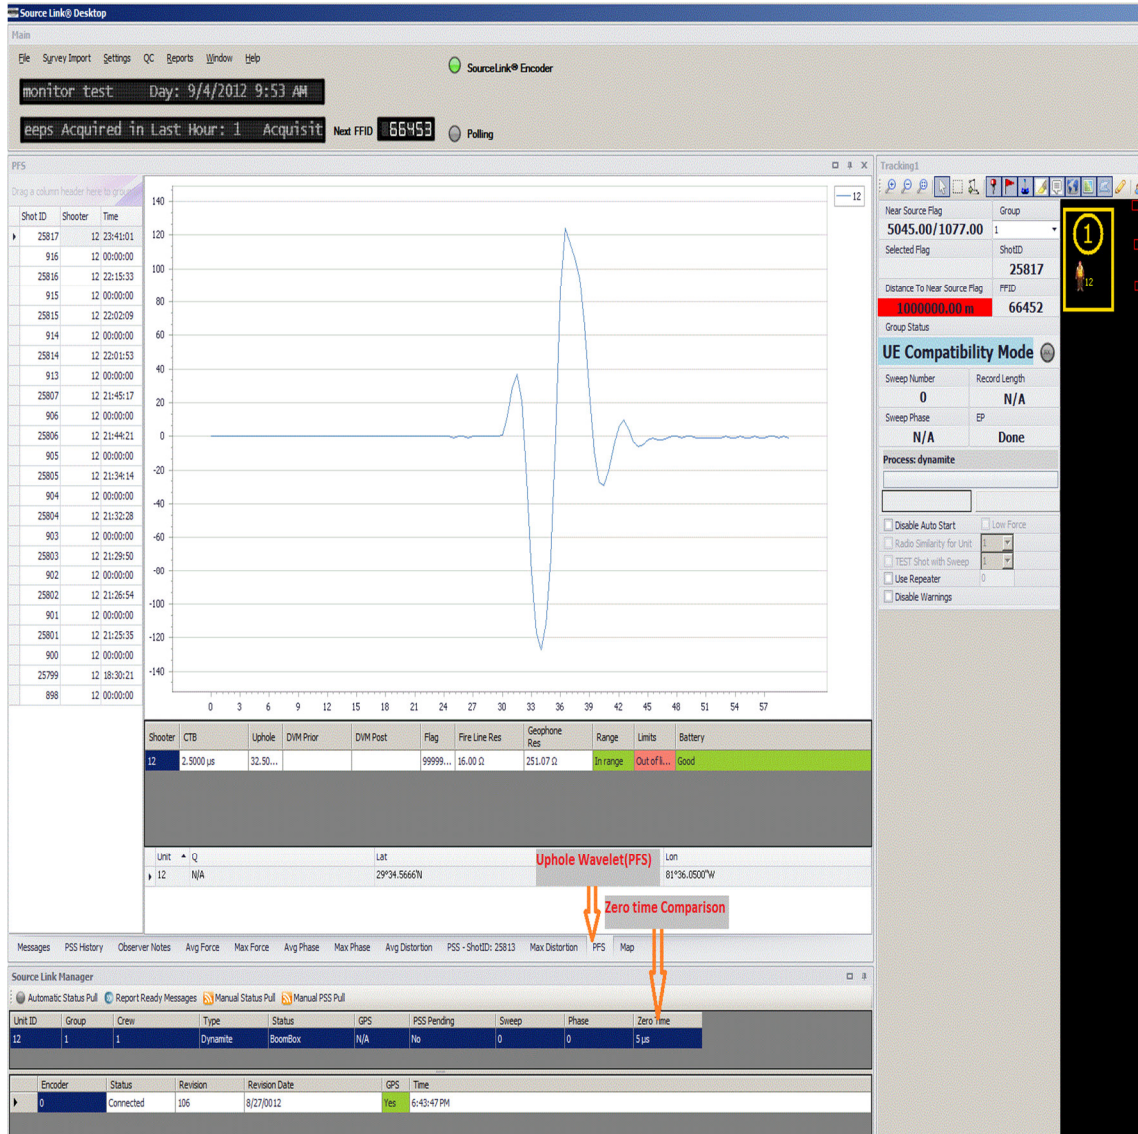 Source Link® Desktop
Main
File Survey Import Settings QC Reports Window Help
SourceLink® Encoder
monitor test Day: 9/4/2012 9:53 AM
eeps Acquired in Last Hour: 1 Acquisit Next FFID 66453 Polling
PFS
Drag a column header here to group
Shot ID Shooter Time
25817 12 23:41:01
916 12 00:00:00
25816 12 22:15:33
915 12 00:00:00
25815 12 22:02:09
914 12 00:00:00
25814 12 22:01:53
913 12 00:00:00
25807 12 21:45:17
906 12 00:00:00
25806 12 21:44:21
905 12 00:00:00
25805 12 21:34:14
904 12 00:00:00
25804 12 21:32:28
903 12 00:00:00
25803 12 21:29:50
902 12 00:00:00
25802 12 21:26:54
901 12 00:00:00
25801 12 21:25:35
900 12 00:00:00
25799 12 18:30:21
898 12 00:00:00
12
140
120
100
80
60
40
20
0
-20
-40
-60
-80
-100
-120
-140
0 3 6 9 12 15 18 21 24 27 30 33 36 39 42 45 48 51 54 57
Shooter CTB Uphole DVM Prior DVM Post Flag Fire Line Res Geophone Res Range Limits Battery
12 2.5000 µs 32.50... 99999... 16.00 Ω 251.07 Ω In range Out of li... Good
Unit Q Lat Lon
12 N/A 29°34.5666'N 81°36.0500"W
Uphole Wavelet(PFS)
Zero time Comparison
Messages PSS History Observer Notes Avg Force Max Force Avg Phase Max Phase Avg Distortion PSS - ShotID: 25813 Max Distortion PFS Map
Source Link Manager
Automatic Status Pull Report Ready Messages Manual Status Pull Manual PSS Pull
Unit ID Group Crew Type Status GPS PSS Pending Sweep Phase Zero Time
12 1 1 Dynamite BoomBox N/A No 0 0 5 µs
Encoder Status Revision Revision Date GPS Time
0 Connected 106 8/27/0012 Yes 6:43:47 PM
Tracking1
Near Source Flag Group
5045.00/1077.00 1
Selected Flag ShotID
25817
Distance To Near Source Flag FFID
1000000.00 m 66452
Group Status
UE Compatibility Mode
Sweep Number Record Length
0 N/A
Sweep Phase EP
N/A Done
Process: dynamite
Disable Auto Start Low Force
Radio Similarity for Unit 1
TEST Shot with Sweep 1
Use Repeater 0
Disable Warnings
1
12